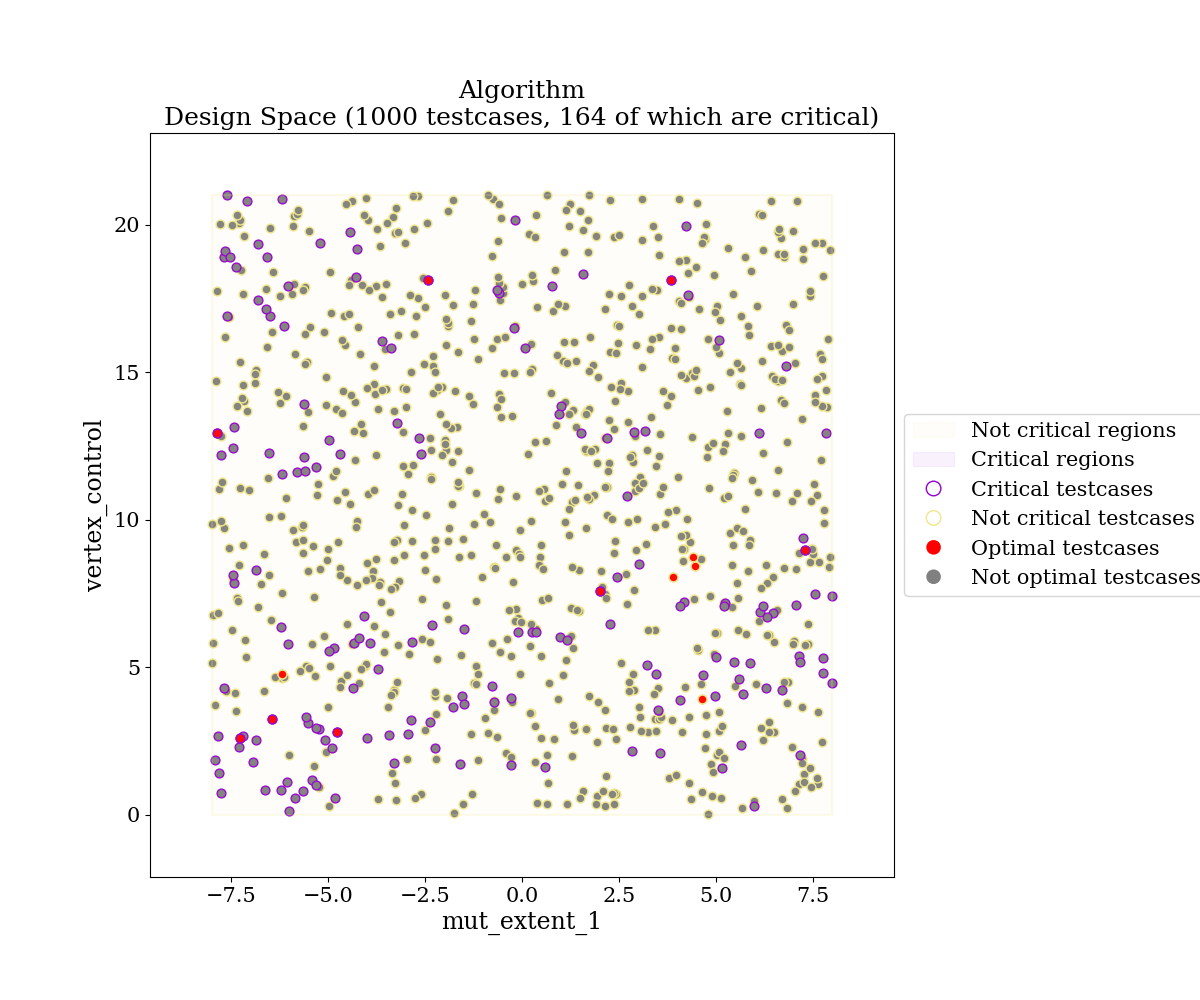 Algorithm
Design Space (1000 testcases, 164 of which are critical)
20
15
10
5
0
vertex_control
−7.5 −5.0 −2.5 0.0 2.5 5.0 7.5
mut_extent_1
Not critical regions
Critical regions
Critical testcases
Not critical testcases
Optimal testcases
Not optimal testcases